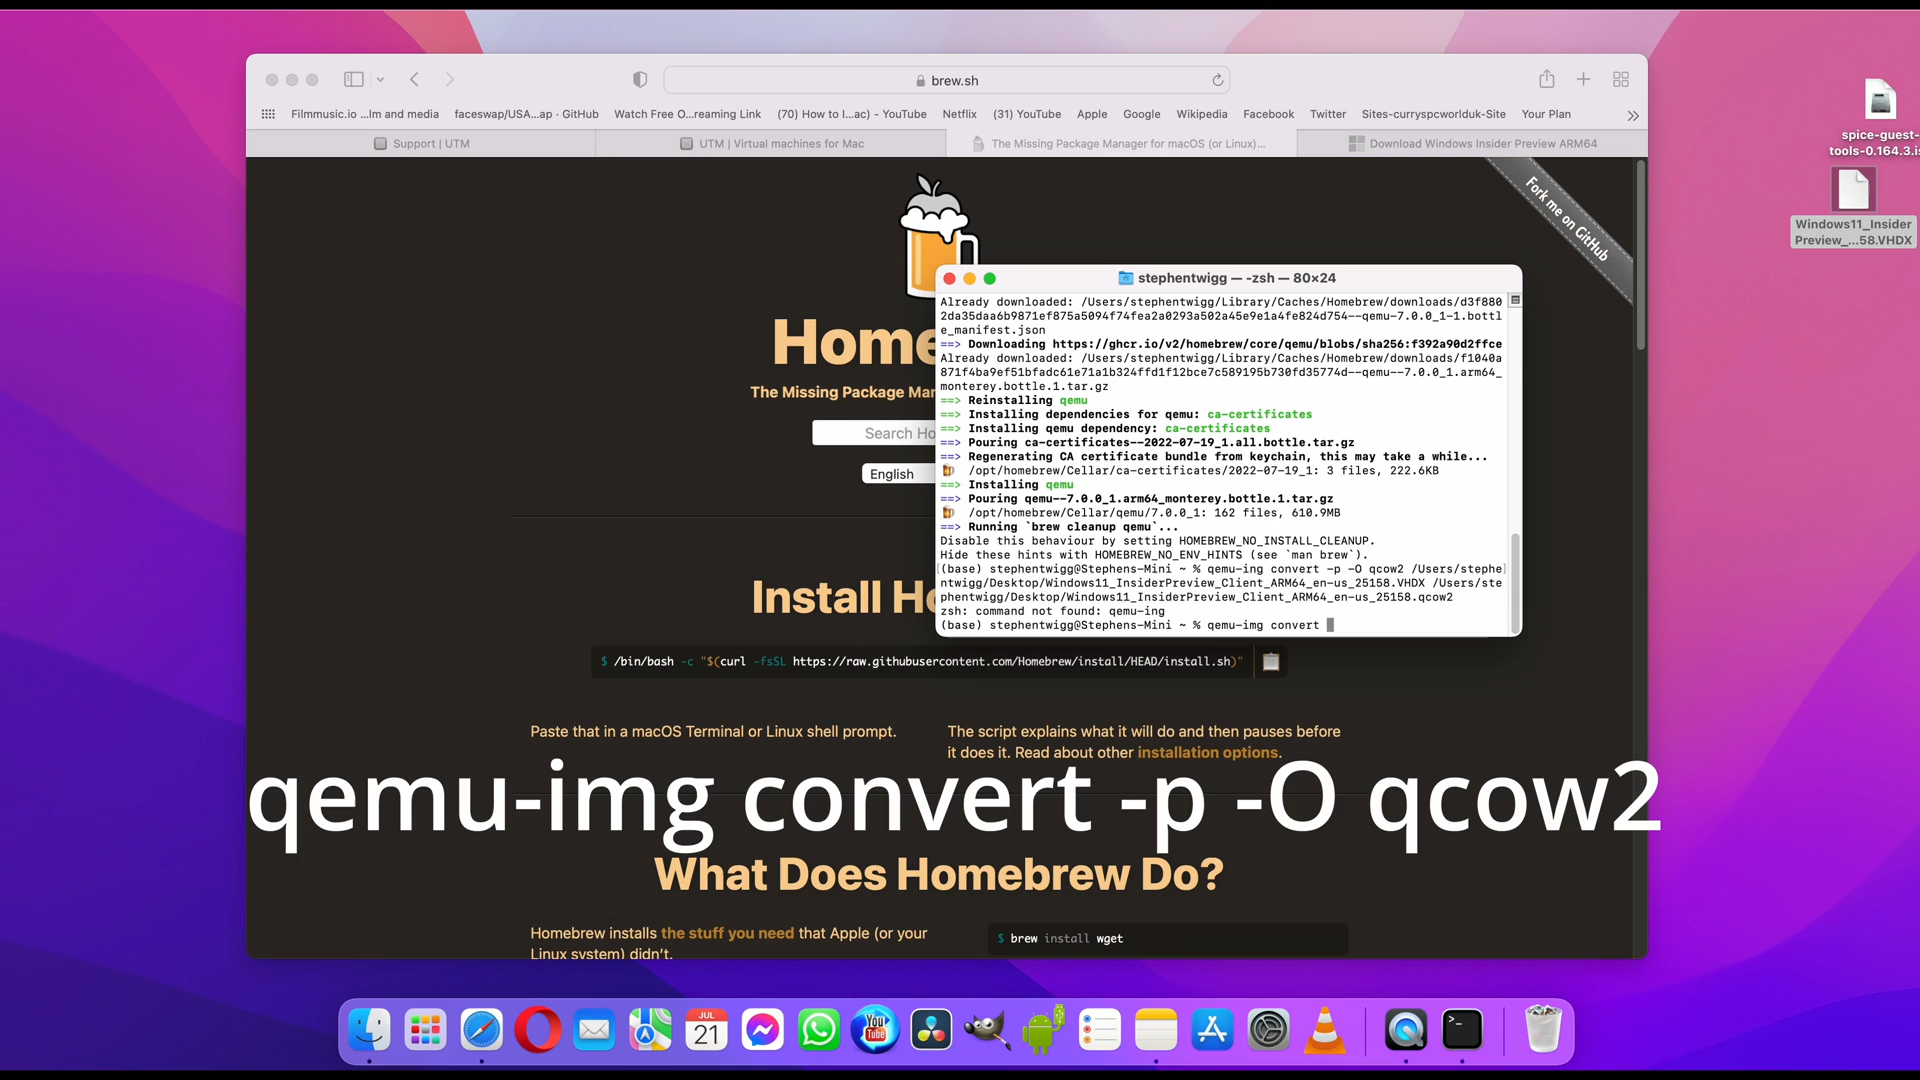 brew.sh
Filmmusic.io ...lm and media
faceswap/USA...ap · GitHub
Watch Free O...reaming Link
(70) How to I...ac) - YouTube
Netflix
(31) YouTube
Apple
Google
Wikipedia
Facebook
Twitter
Sites-curryspcworlduk-Site
Your Plan
Support | UTM
UTM | Virtual machines for Mac
The Missing Package Manager for macOS (or Linux)...
Download Windows Insider Preview ARM64
spice-guest-
tools-0.164.3.is
Windows11_Insider
Preview_...58.VHDX
Fork me on GitHub
Home
The Missing Package Mar
Search Ho
English
stephentwigg — -zsh — 80×24
Already downloaded: /Users/stephentwigg/Library/Caches/Homebrew/downloads/d3f880
2da35daa6b9871ef875a5094f74fea2a0293a502a45e9e1a4fe824d754--qemu-7.0.0_1-1.bottl
e_manifest.json
==> Downloading https://ghcr.io/v2/homebrew/core/qemu/blobs/sha256:f392a90d2ffce
Already downloaded: /Users/stephentwigg/Library/Caches/Homebrew/downloads/f1040a
871f4ba9ef51bfadc61e71a1b324ffd1f12bce7c589195b730fd35774d--qemu--7.0.0_1.arm64_
monterey.bottle.1.tar.gz
==> Reinstalling qemu
==> Installing dependencies for qemu: ca-certificates
==> Installing qemu dependency: ca-certificates
==> Pouring ca-certificates--2022-07-19_1.all.bottle.tar.gz
==> Regenerating CA certificate bundle from keychain, this may take a while...
/opt/homebrew/Cellar/ca-certificates/2022-07-19_1: 3 files, 222.6KB
==> Installing qemu
==> Pouring qemu--7.0.0_1.arm64_monterey.bottle.1.tar.gz
/opt/homebrew/Cellar/qemu/7.0.0_1: 162 files, 610.9MB
==> Running `brew cleanup qemu`...
Disable this behaviour by setting HOMEBREW_NO_INSTALL_CLEANUP.
Hide these hints with HOMEBREW_NO_ENV_HINTS (see `man brew`).
[(base) stephentwigg@Stephens-Mini ~ % qemu-ing convert -p -O qcow2 /Users/stephe]
ntwigg/Desktop/Windows11_InsiderPreview_Client_ARM64_en-us_25158.VHDX /Users/ste
phentwigg/Desktop/Windows11_InsiderPreview_Client_ARM64_en-us_25158.qcow2
zsh: command not found: qemu-ing
(base) stephentwigg@Stephens-Mini ~ % qemu-img convert
Install Ho
$ /bin/bash -c "$(curl -fsSL https://raw.githubusercontent.com/Homebrew/install/HEAD/install.sh)"
Paste that in a macOS Terminal or Linux shell prompt.
The script explains what it will do and then pauses before
it does it. Read about other installation options.
qemu-img convert -p -O qcow2
What Does Homebrew Do?
Homebrew installs the stuff you need that Apple (or your
Linux system) didn't.
$ brew install wget
JUL
21
You
Tube
>_